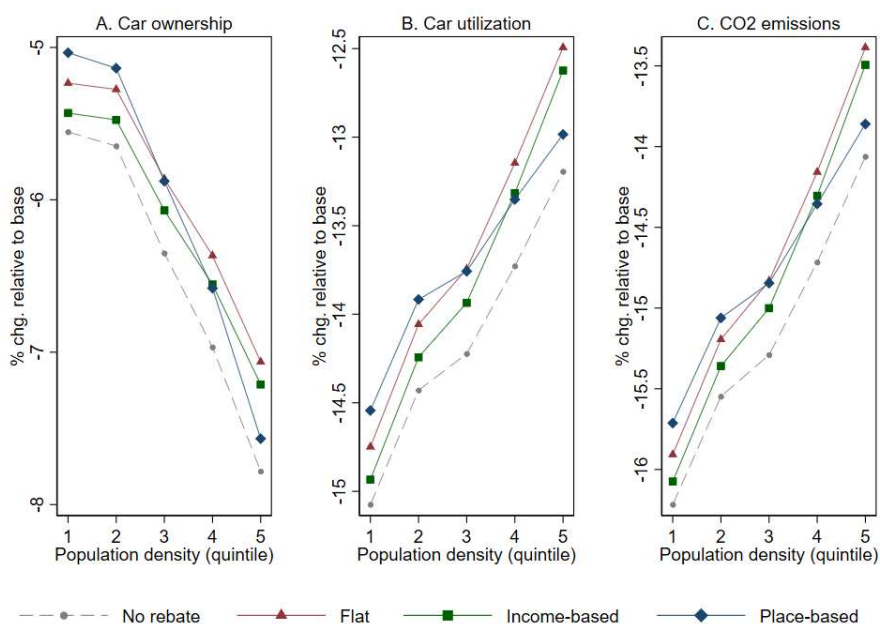 A. Car ownership
B. Car utilization
C. CO2 emissions
% chg. relative to base
-5
-6
-7
-8
1 2 3 4 5
Population density (quintile)
% chg. relative to base
-12.5
-13
-13.5
-14
-14.5
-15
1 2 3 4 5
Population density (quintile)
% chg. relative to base
-13.5
-14
-14.5
-15
-15.5
-16
1 2 3 4 5
Population density (quintile)
No rebate
Flat
Income-based
Place-based